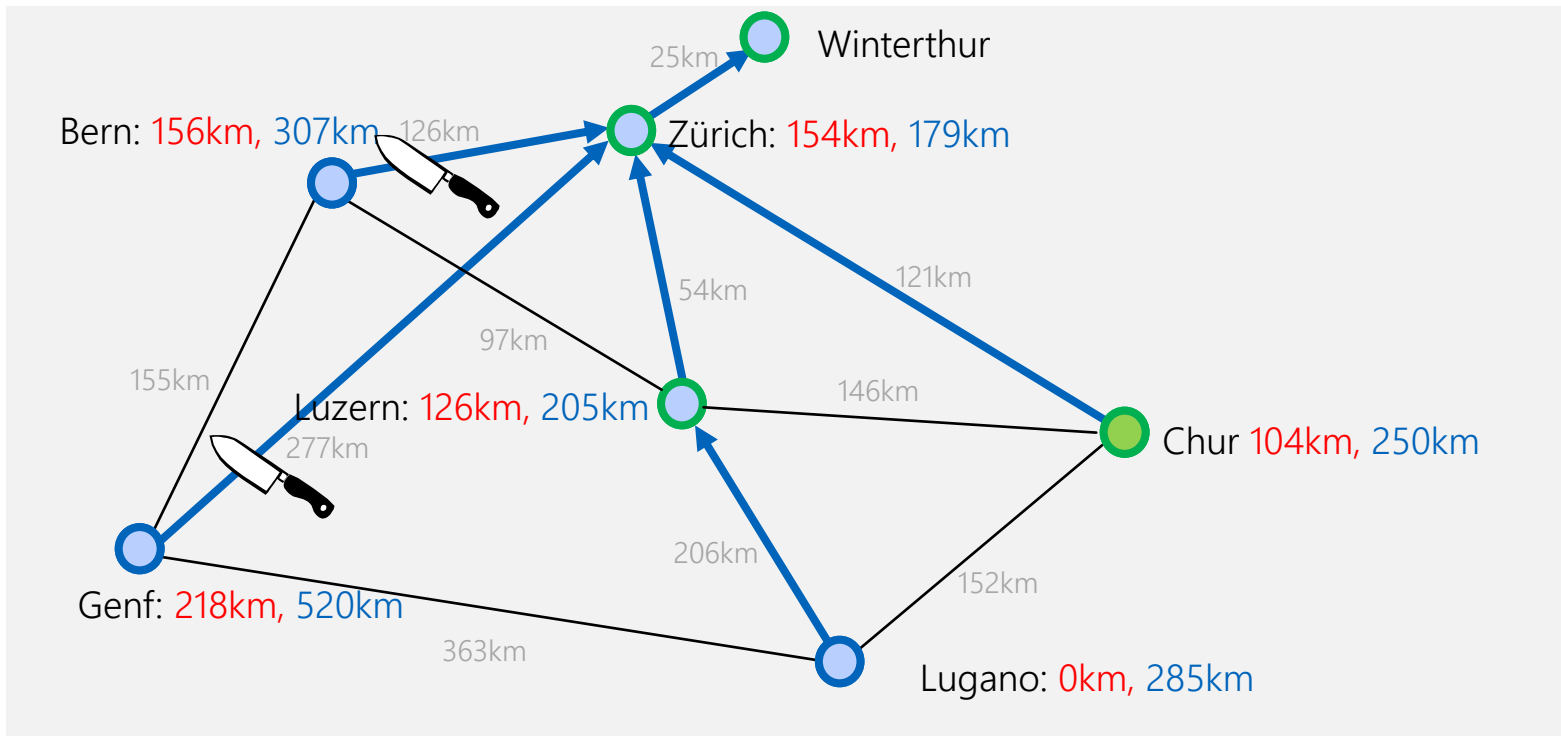 Winterthur
25km
Bern: 156km, 307km
126km
Zürich: 154km, 179km
121km
54km
97km
155km
146km
Luzern: 126km, 205km
Chur 104km, 250km
277km
206km
152km
Genf: 218km, 520km
363km
Lugano: 0km, 285km